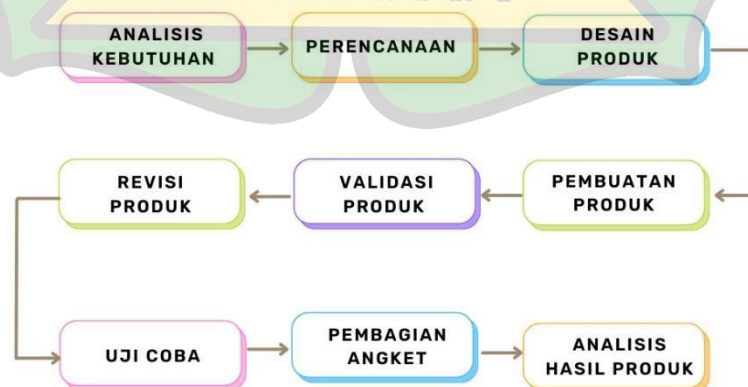 ANALISIS
KEBUTUHAN
PERENCANAAN
DESAIN
PRODUK
PEMBUATAN
PRODUK
VALIDASI
PRODUK
REVISI
PRODUK
UJI COBA
PEMBAGIAN
ANGKET
ANALISIS
HASIL PRODUK